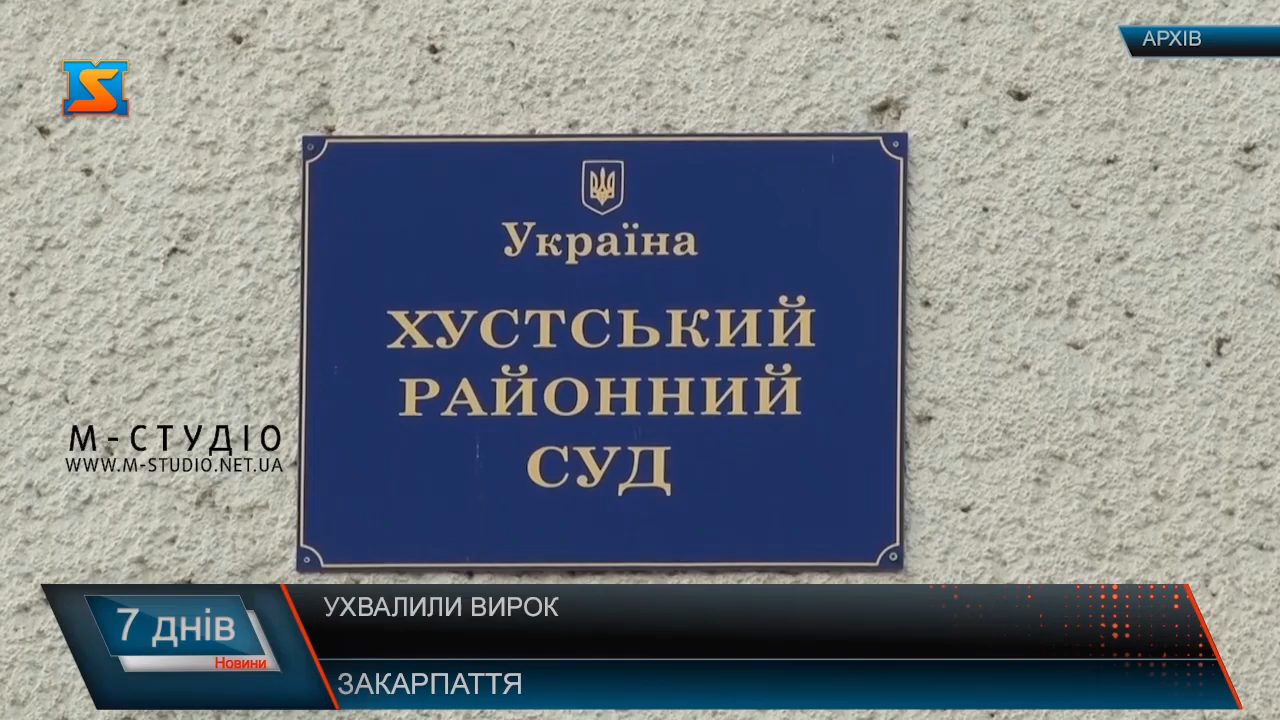 АРХІВ
Україна
ХУСТСЬКИЙ
РАЙОННИЙ
СУД
М-СТУДІО
WWW.M-STUDIO.NET.UA
7 днів
Новини
УХВАЛИЛИ ВИРОК
ЗАКАРПАТТЯ